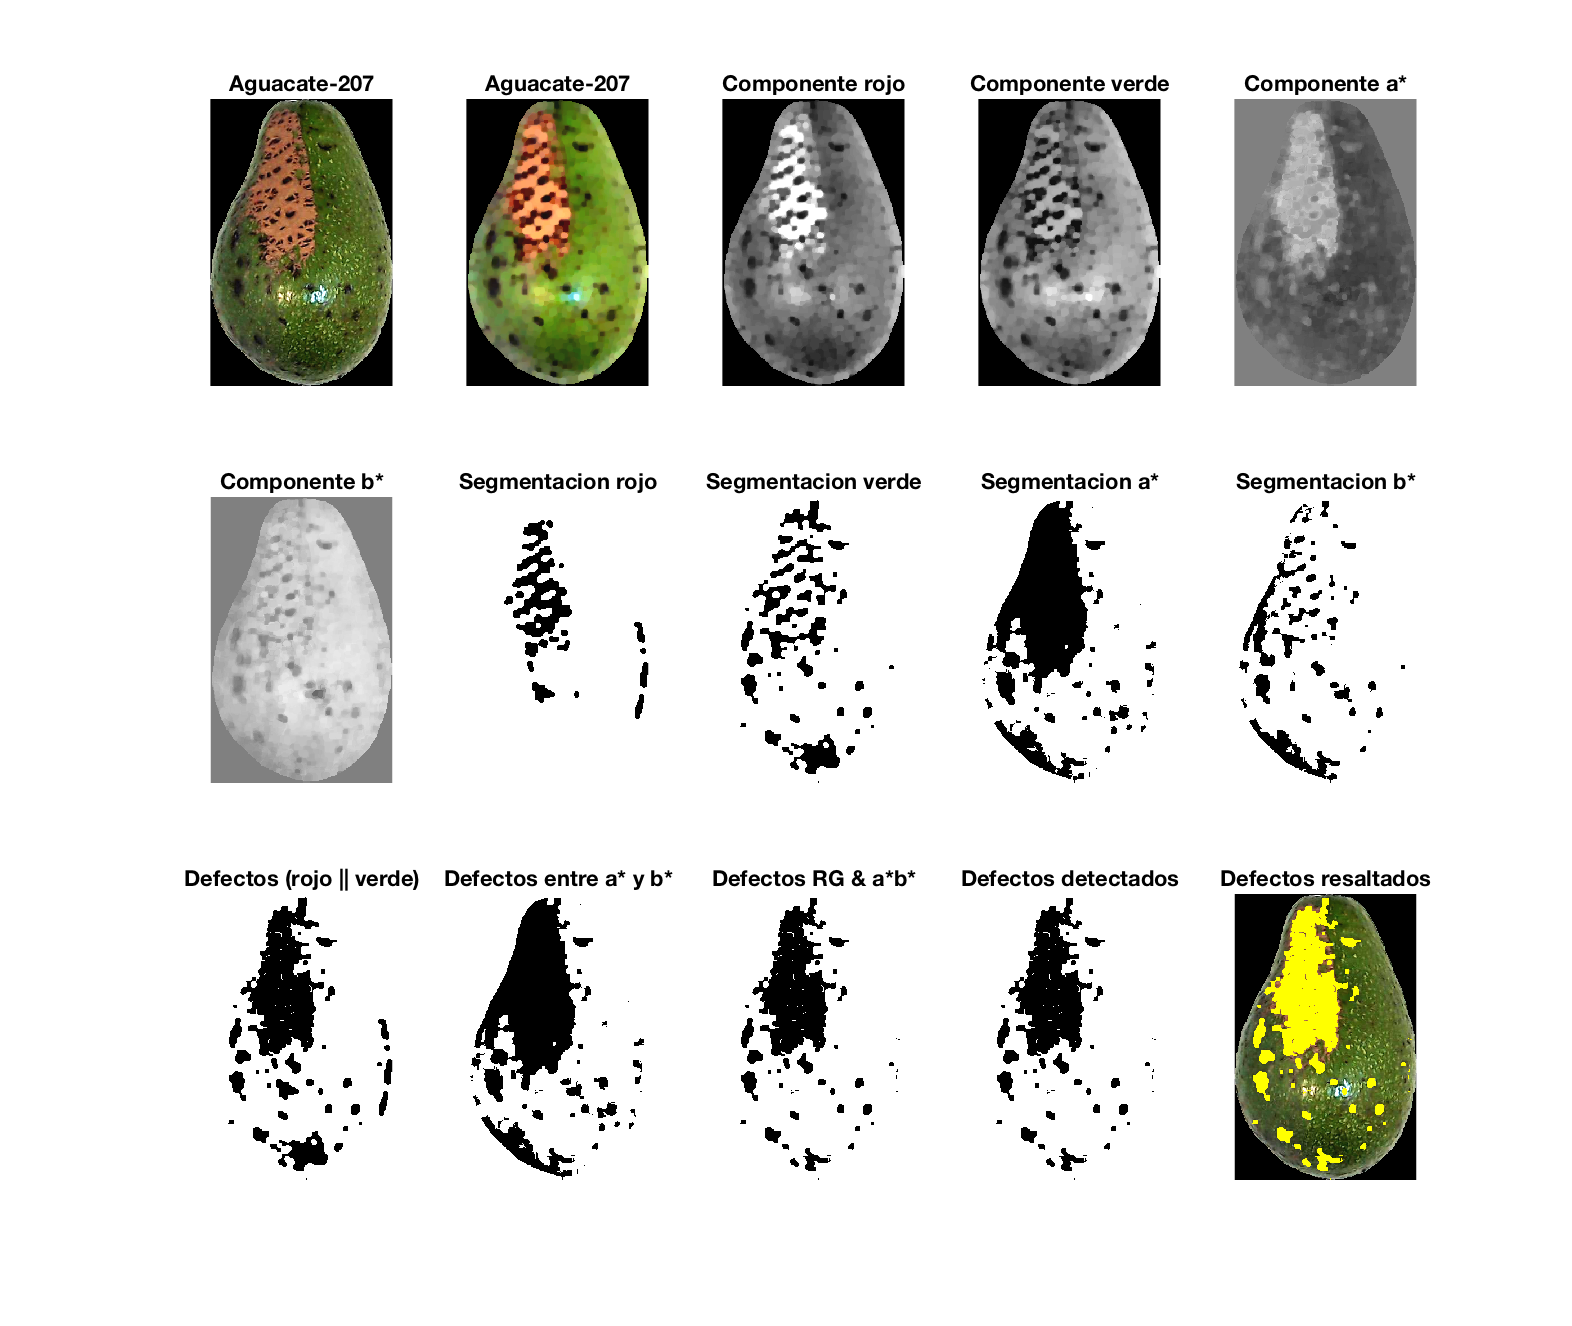 Aguacate-207
Aguacate-207
Componente rojo
Componente verde
Componente a*
Componente b*
Segmentacion rojo
Segmentacion verde
Segmentacion a*
Segmentacion b*
Defectos (rojo || verde)
Defectos entre a* y b*
Defectos RG & a*b*
Defectos detectados
Defectos resaltados